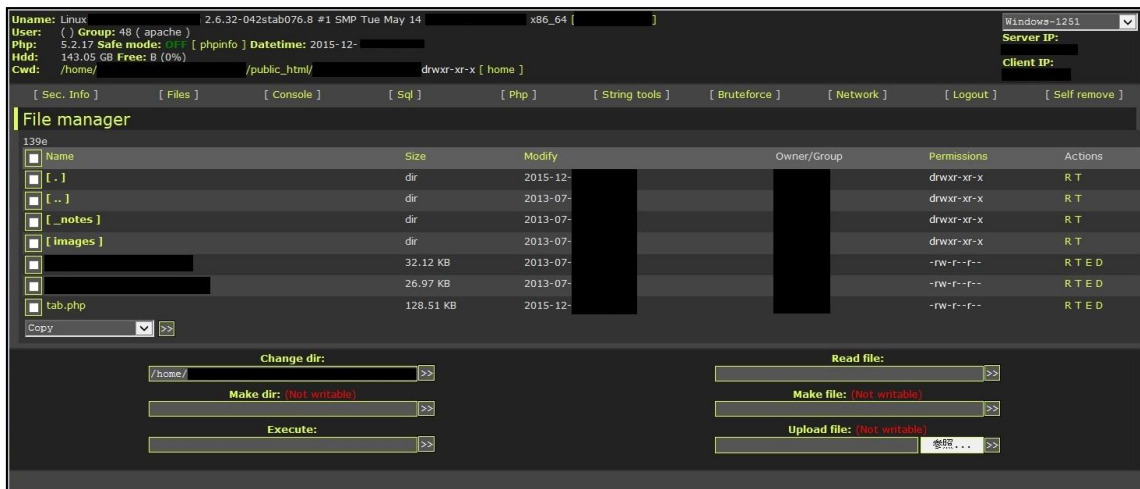 Uname: Linux 2.6.32-042stab076.8 #1 SMP Tue May 14 x86_64 [ ]
Windows-1251
User: ( ) Group: 48 ( apache )
Server IP:
Php: 5.2.17 Safe mode: OFF [ phpinfo ] Datetime: 2015-12-
Hdd: 143.05 GB Free: B (0%)
Client IP:
Cwd: /home/ /public_html/ drwxr-xr-x [ home ]
[ Sec. Info ] [ Files ] [ Console ] [ Sql ] [ Php ] [ String tools ] [ Bruteforce ] [ Network ] [ Logout ] [ Self remove ]
File manager
139e
Name Size Modify Owner/Group Permissions Actions
[ . ] dir 2015-12- drwxr-xr-x R T
[ .. ] dir 2013-07- drwxr-xr-x R T
[ _notes ] dir 2013-07- drwxr-xr-x R T
[ images ] dir 2013-07- drwxr-xr-x R T
32.12 KB 2013-07- -rw-r--r-- R T E D
26.97 KB 2013-07- -rw-r--r-- R T E D
tab.php 128.51 KB 2015-12- -rw-r--r-- R T E D
Copy >>
Change dir: Read file:
/home/ >> >>
Make dir: (Not writable) Make file: (Not writable)
>> >>
Execute: Upload file: (Not writable)
>> 参照... >>